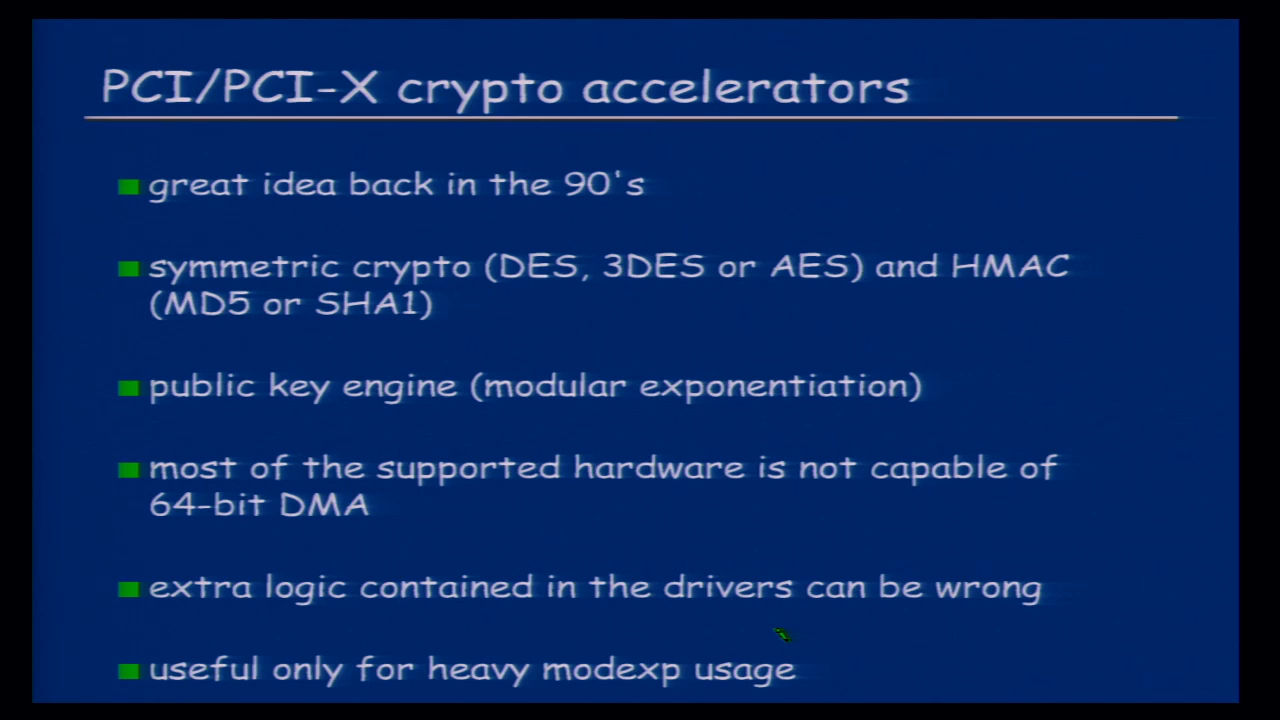 PCI/PCI-X crypto accelerators
great idea back in the 90's
symmetric crypto (DES, 3DES or AES) and HMAC
(MD5 or SHA1)
public key engine (modular exponentiation)
most of the supported hardware is not capable of
64-bit DMA
extra logic contained in the drivers can be wrong
useful only for heavy modexp usage